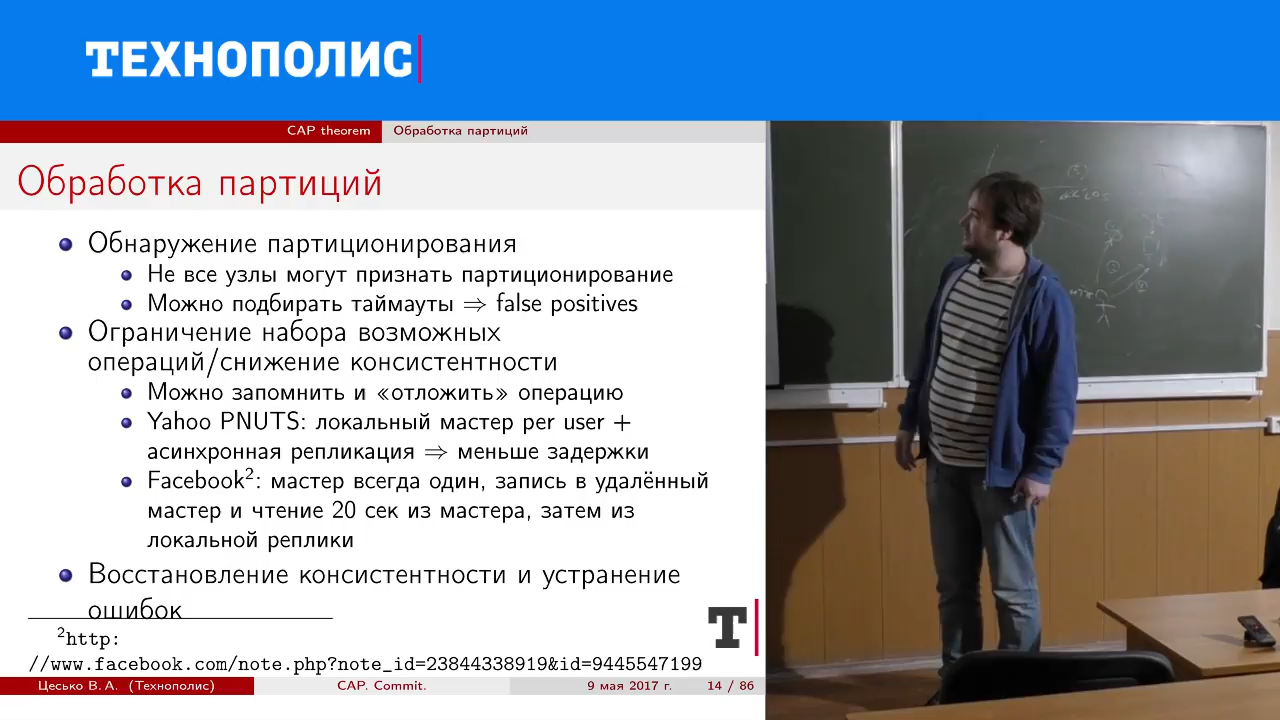 ТЕХНОПОЛИС
CAP theorem
Обработка партиций
Обработка партиций
Обнаружение партиционирования
Не все узлы могут признать партиционирование
Можно подбирать таймауты ⇒ false positives
Ограничение набора возможных
операций/снижение консистентности
Можно запомнить и «отложить» операцию
Yahoo PNUTS: локальный мастер per user +
асинхронная репликация ⇒ меньше задержки
Facebook²: мастер всегда один, запись в удалённый
мастер и чтение 20 сек из мастера, затем из
локальной реплики
Восстановление консистентности и устранение
ошибок
²http:
//www.facebook.com/note.php?note_id=23844338919&id=9445547199
T
Цесько В. А. (Технополис)
CAP. Commit.
9 мая 2017 г.
14 / 86